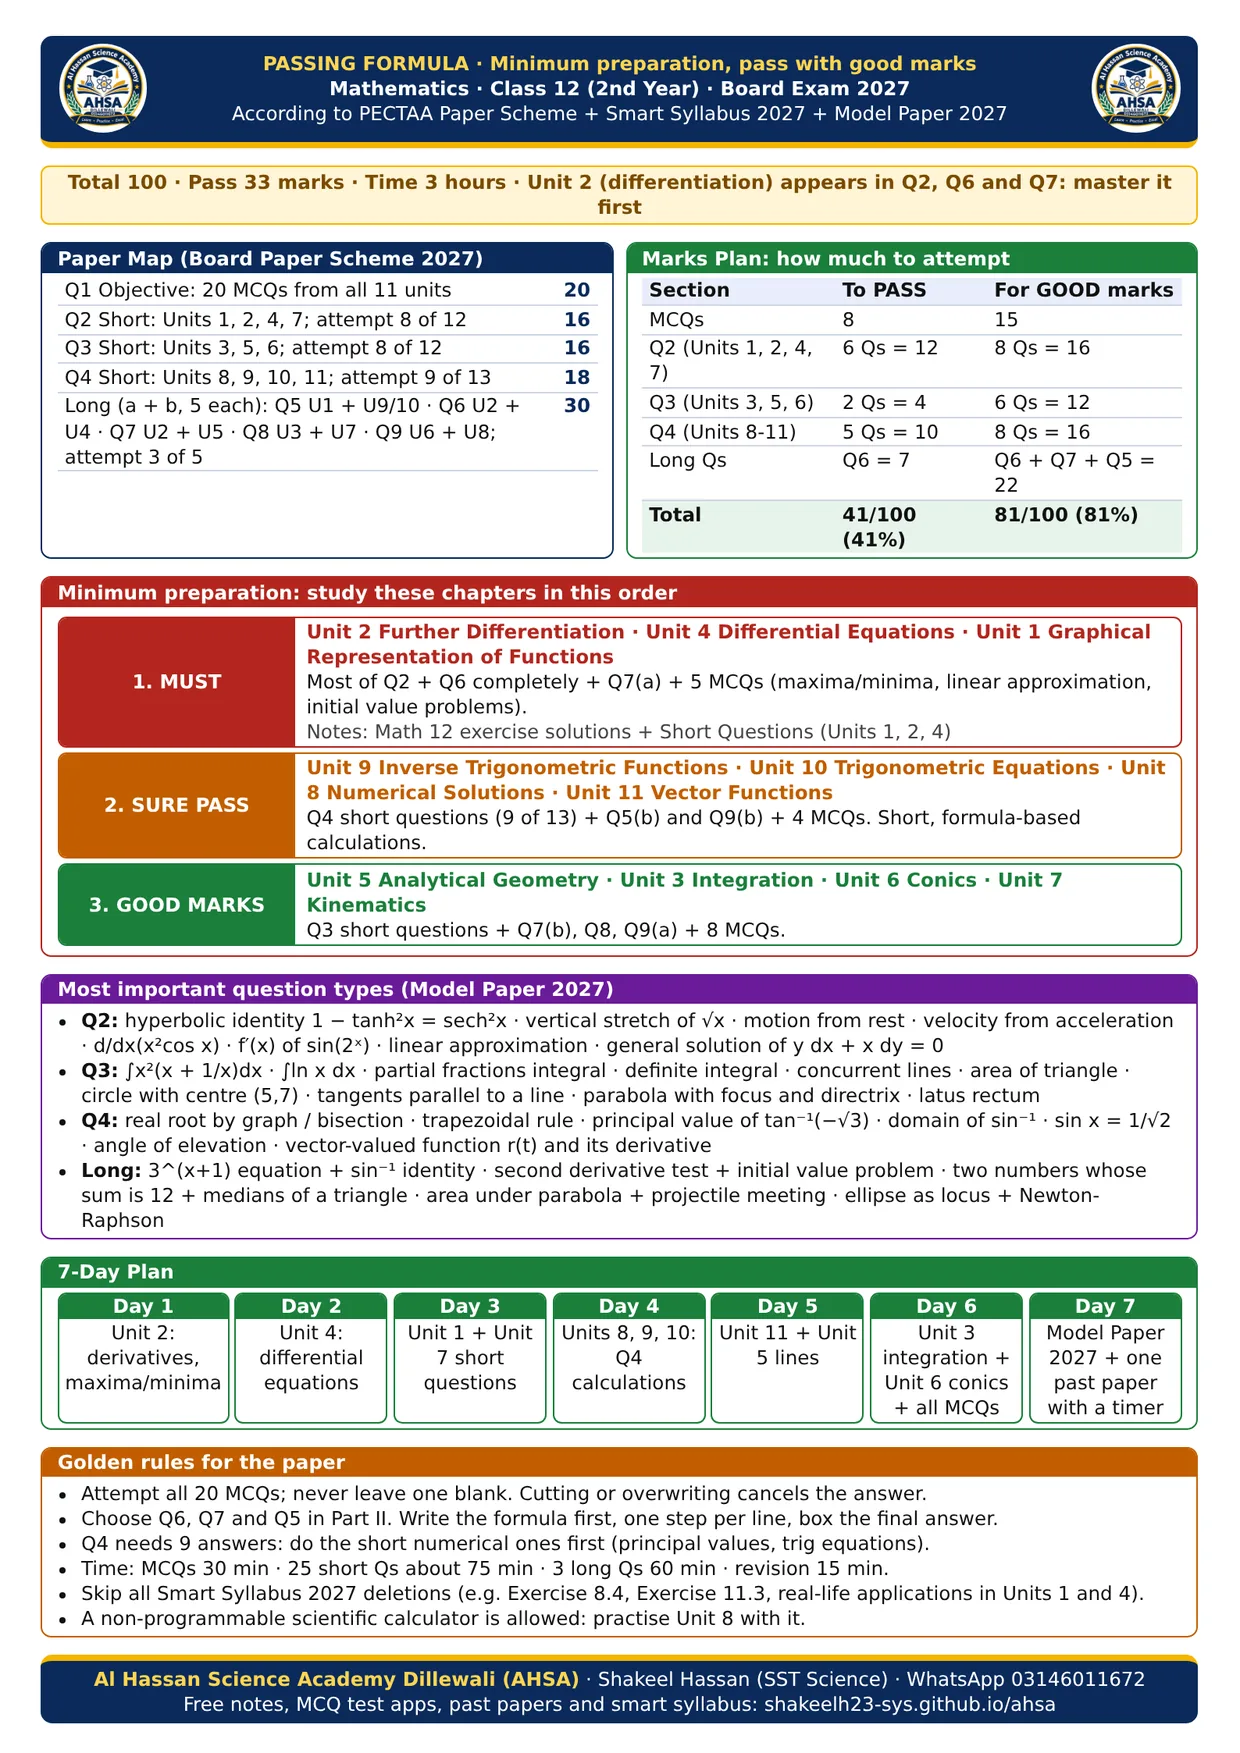 Al Hassan Science Academy
AHSA
DILLEWALI
Learn · Practice · Excel
PASSING FORMULA · Minimum preparation, pass with good marks
Mathematics · Class 12 (2nd Year) · Board Exam 2027
According to PECTAA Paper Scheme + Smart Syllabus 2027 + Model Paper 2027
Al Hassan Science Academy
AHSA
DILLEWALI
Learn · Practice · Excel
Total 100 · Pass 33 marks · Time 3 hours · Unit 2 (differentiation) appears in Q2, Q6 and Q7: master it
first
Paper Map (Board Paper Scheme 2027)
Q1 Objective: 20 MCQs from all 11 units 20
Q2 Short: Units 1, 2, 4, 7; attempt 8 of 12 16
Q3 Short: Units 3, 5, 6; attempt 8 of 12 16
Q4 Short: Units 8, 9, 10, 11; attempt 9 of 13 18
Long (a + b, 5 each): Q5 U1 + U9/10 · Q6 U2 + 30
U4 · Q7 U2 + U5 · Q8 U3 + U7 · Q9 U6 + U8;
attempt 3 of 5
Marks Plan: how much to attempt
Section To PASS For GOOD marks
MCQs 8 15
Q2 (Units 1, 2, 4, 6 Qs = 12 8 Qs = 16
7)
Q3 (Units 3, 5, 6) 2 Qs = 4 6 Qs = 12
Q4 (Units 8-11) 5 Qs = 10 8 Qs = 16
Long Qs Q6 = 7 Q6 + Q7 + Q5 =
22
Total 41/100 81/100 (81%)
(41%)
Minimum preparation: study these chapters in this order
1. MUST
Unit 2 Further Differentiation · Unit 4 Differential Equations · Unit 1 Graphical
Representation of Functions
Most of Q2 + Q6 completely + Q7(a) + 5 MCQs (maxima/minima, linear approximation,
initial value problems).
Notes: Math 12 exercise solutions + Short Questions (Units 1, 2, 4)
2. SURE PASS
Unit 9 Inverse Trigonometric Functions · Unit 10 Trigonometric Equations · Unit
8 Numerical Solutions · Unit 11 Vector Functions
Q4 short questions (9 of 13) + Q5(b) and Q9(b) + 4 MCQs. Short, formula-based
calculations.
3. GOOD MARKS
Unit 5 Analytical Geometry · Unit 3 Integration · Unit 6 Conics · Unit 7
Kinematics
Q3 short questions + Q7(b), Q8, Q9(a) + 8 MCQs.
Most important question types (Model Paper 2027)
• Q2: hyperbolic identity 1 − tanh²x = sech²x · vertical stretch of √x · motion from rest · velocity from acceleration
· d/dx(x²cos x) · f′(x) of sin(2ˣ) · linear approximation · general solution of y dx + x dy = 0
• Q3: ∫x²(x + 1/x)dx · ∫ln x dx · partial fractions integral · definite integral · concurrent lines · area of triangle ·
circle with centre (5,7) · tangents parallel to a line · parabola with focus and directrix · latus rectum
• Q4: real root by graph / bisection · trapezoidal rule · principal value of tan⁻¹(−√3) · domain of sin⁻¹ · sin x = 1/√2
· angle of elevation · vector-valued function r(t) and its derivative
• Long: 3^(x+1) equation + sin⁻¹ identity · second derivative test + initial value problem · two numbers whose
sum is 12 + medians of a triangle · area under parabola + projectile meeting · ellipse as locus + Newton-
Raphson
7-Day Plan
Day 1
Unit 2:
derivatives,
maxima/minima
Day 2
Unit 4:
differential
equations
Day 3
Unit 1 + Unit
7 short
questions
Day 4
Units 8, 9, 10:
Q4
calculations
Day 5
Unit 11 + Unit
5 lines
Day 6
Unit 3
integration +
Unit 6 conics
+ all MCQs
Day 7
Model Paper
2027 + one
past paper
with a timer
Golden rules for the paper
• Attempt all 20 MCQs; never leave one blank. Cutting or overwriting cancels the answer.
• Choose Q6, Q7 and Q5 in Part II. Write the formula first, one step per line, box the final answer.
• Q4 needs 9 answers: do the short numerical ones first (principal values, trig equations).
• Time: MCQs 30 min · 25 short Qs about 75 min · 3 long Qs 60 min · revision 15 min.
• Skip all Smart Syllabus 2027 deletions (e.g. Exercise 8.4, Exercise 11.3, real-life applications in Units 1 and 4).
• A non-programmable scientific calculator is allowed: practise Unit 8 with it.
Al Hassan Science Academy Dillewali (AHSA) · Shakeel Hassan (SST Science) · WhatsApp 03146011672
Free notes, MCQ test apps, past papers and smart syllabus: shakeelh23-sys.github.io/ahsa